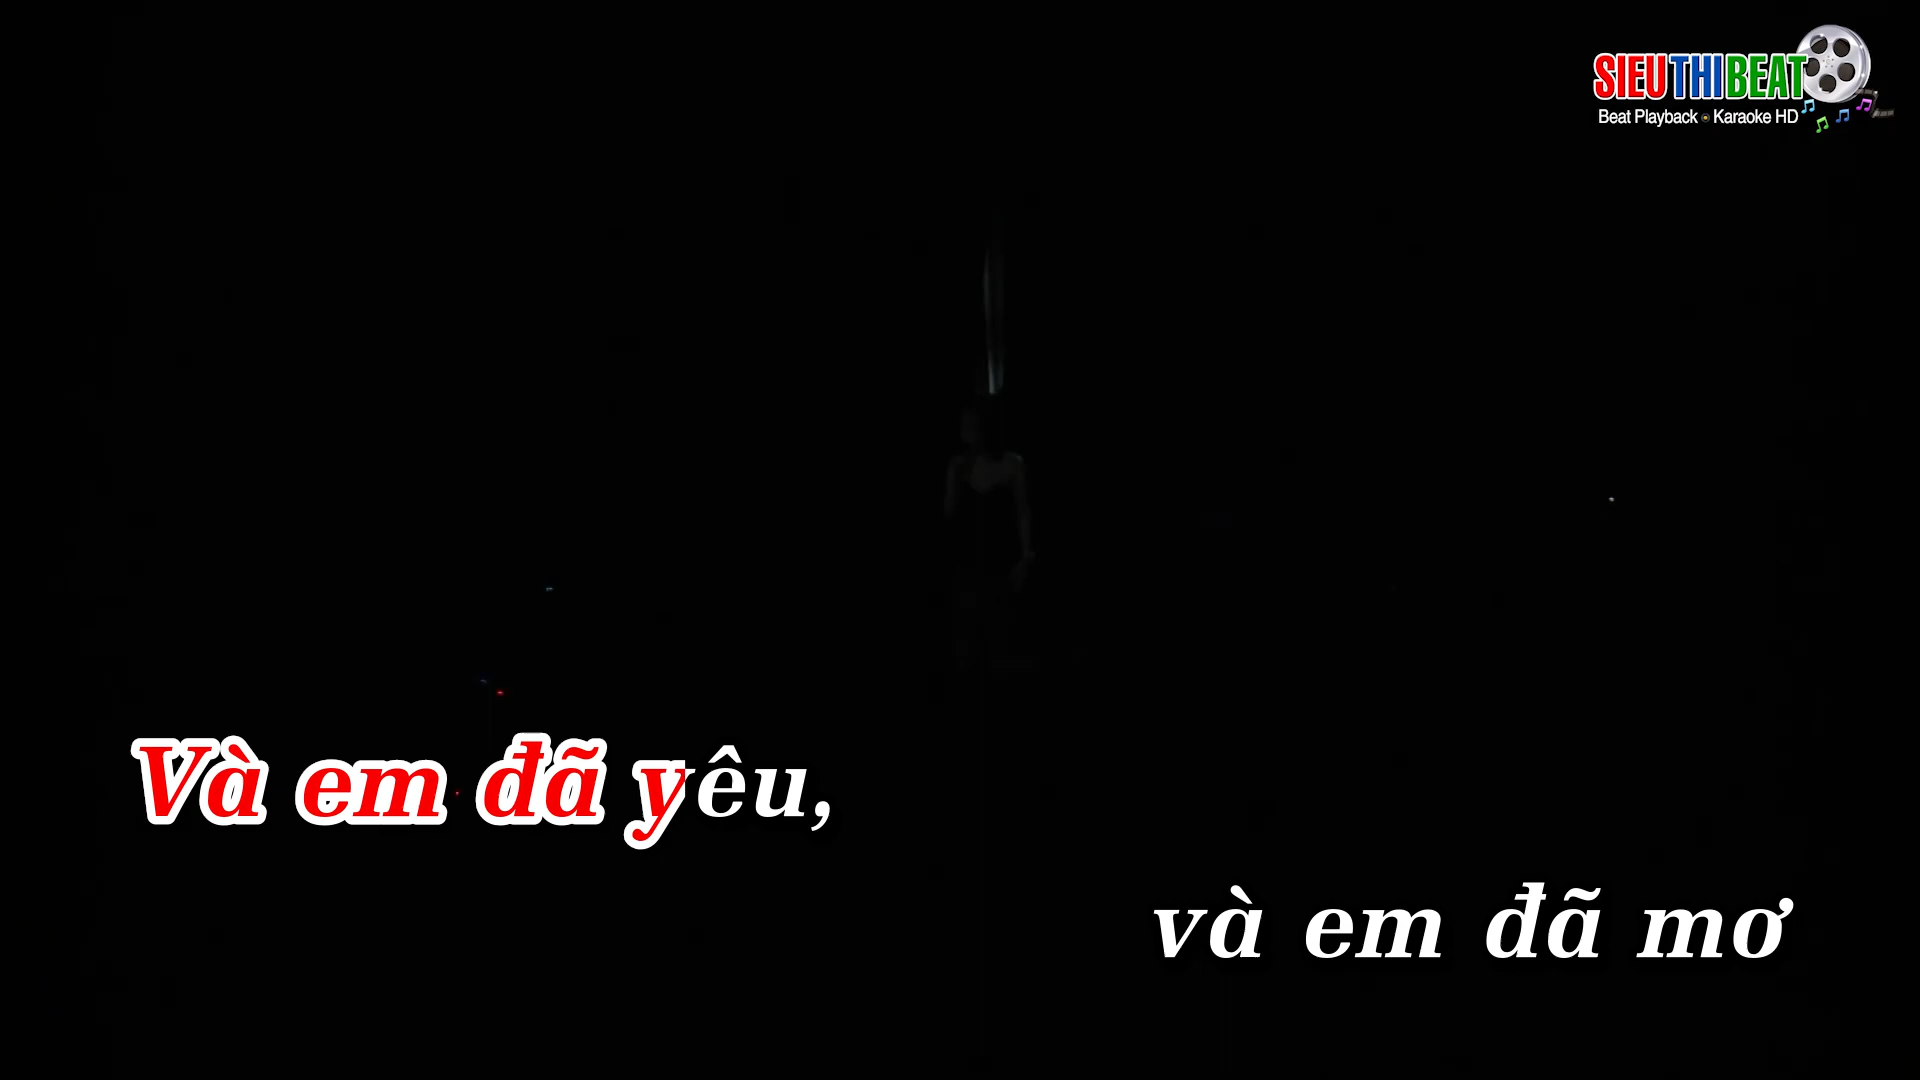 SIEUTHIBEAT
Beat Playback • Karaoke HD
Và em đã yêu,
và em đã mơ